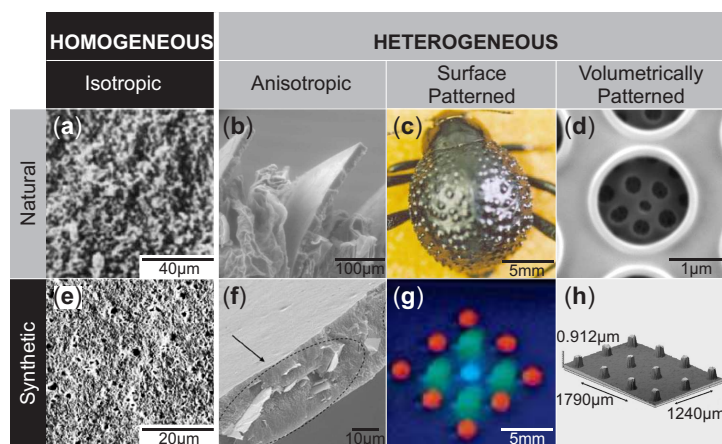 HOMOGENEOUS HETEROGENEOUS
Isotropic Anisotropic Surface Patterned Volumetrically Patterned
Natural
(a) (b) (c) (d)
40μm 100μm 5mm 1μm
Synthetic
(e) (f) (g) (h)
0.912μm
1790μm 1240μm
20μm 10μm 5mm